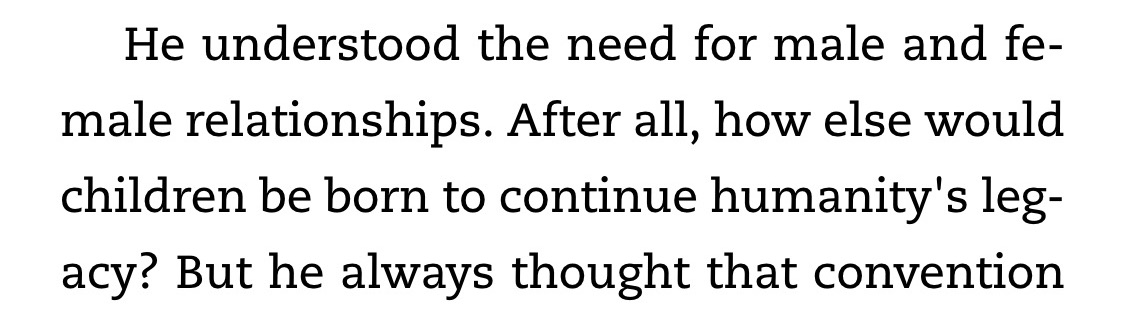 He understood the need for male and fe-
male relationships. After all, how else would
children be born to continue humanity's leg-
acy? But he always thought that convention